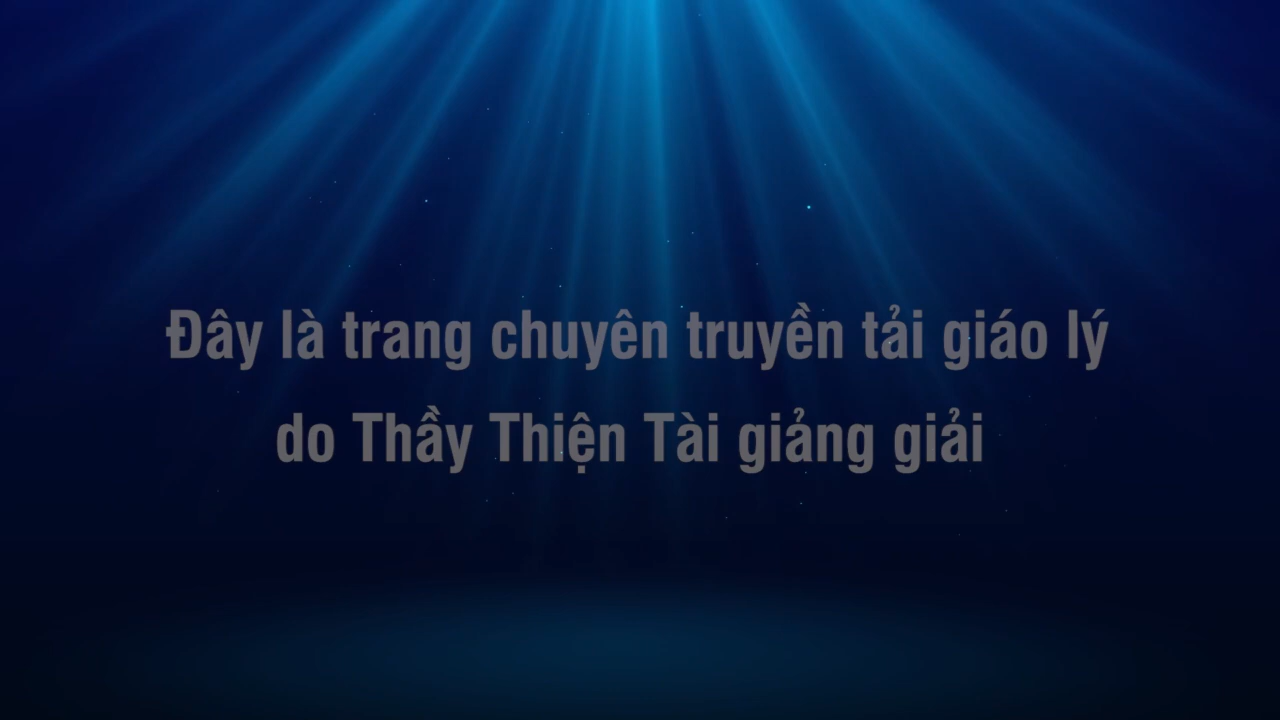 Đây là trang chuyên truyền tải giáo lý
do Thầy Thiện Tài giảng giải